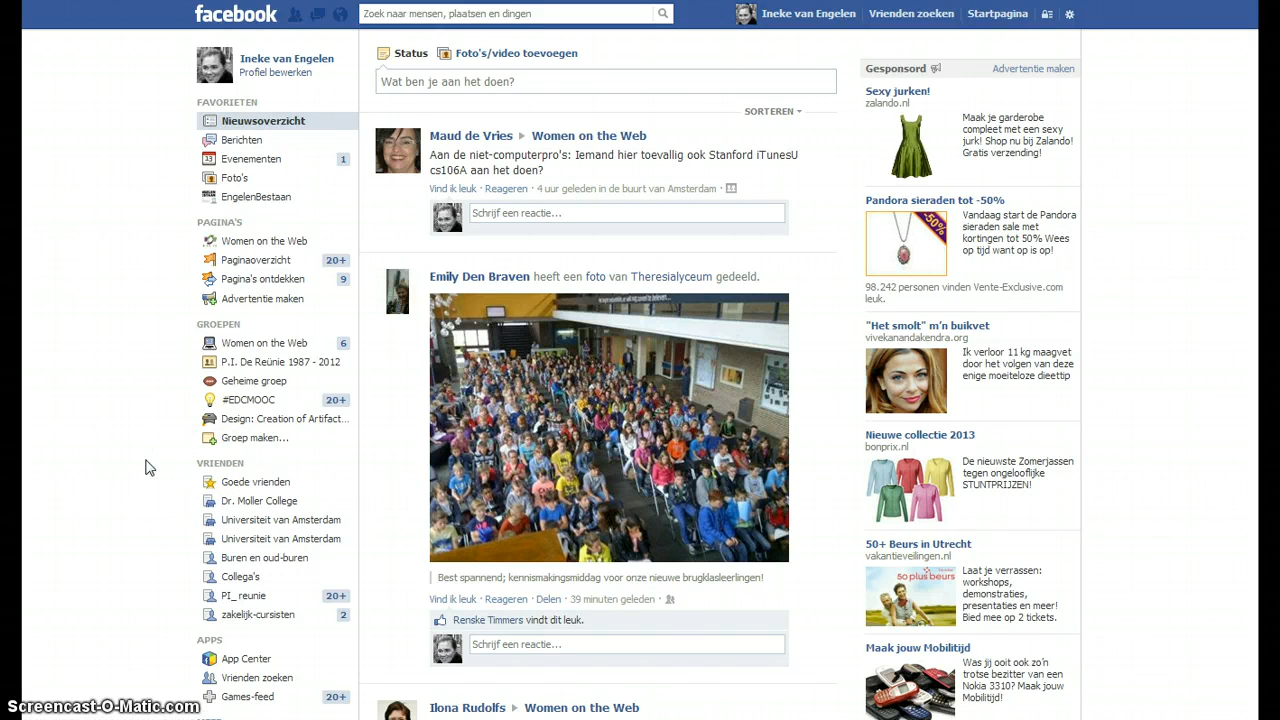 facebook
Zoek naar mensen, plaatsen en dingen
Ineke van Engelen
Vrienden zoeken
Startpagina
Ineke van Engelen
Profiel bewerken
FAVORIETEN
Nieuwsoverzicht
Berichten
Evenementen 1
Foto's
EngelenBestaan
PAGINA'S
Women on the Web
Paginaoverzicht 20+
Pagina's ontdekken 9
Advertentie maken
GROEPEN
Women on the Web 6
P.I. De Reünie 1987 - 2012
Geheime groep
#EDCMOOC 20+
Design: Creation of Artifact...
Groep maken...
VRIENDEN
Goede vrienden
Dr. Moller College
Universiteit van Amsterdam
Universiteit van Amsterdam
Buren en oud-buren
Collega's
PI_reunie 20+
zakelijk-cursisten 2
APPS
App Center
Vrienden zoeken
Games-feed 20+
Status Foto's/video toevoegen
Wat ben je aan het doen?
SORTEREN
Maud de Vries Women on the Web
Aan de niet-computerpro's: Iemand hier toevallig ook Stanford iTunesU
cs106A aan het doen?
Vind ik leuk · Reageren · 4 uur geleden in de buurt van Amsterdam ·
Schrijf een reactie...
Emily Den Braven heeft een foto van Theresialyceum gedeeld.
Best spannend; kennismakingsmiddag voor onze nieuwe brugklasleerlingen!
Vind ik leuk · Reageren · Delen · 39 minuten geleden ·
Renske Timmers vindt dit leuk.
Schrijf een reactie...
Ilona Rudolfs Women on the Web
Gesponsord Advertentie maken
Sexy jurken!
zalando.nl
Maak je garderobe
compleet met een sexy
jurk! Shop nu bij Zalando!
Gratis verzending!
Pandora sieraden tot -50%
-50%
Vandaag start de Pandora
sieraden sale met
kortingen tot 50% Wees
op tijd want op is op!
98.242 personen vinden Vente-Exclusive.com
leuk.
"Het smolt" m'n buikvet
vivekanandakendra.org
Ik verloor 11 kg maagvet
door het volgen van deze
enige moeiteloze dieettip
Nieuwe collectie 2013
bonprix.nl
De nieuwste Zomerjassen
tegen ongelooflijke
STUNTPRIJZEN!
50+ Beurs in Utrecht
vakantieveilingen.nl
50 plus beurs
Laat je verrassen:
workshops,
demonstraties,
presentaties en meer!
Bied mee op 2 tickets.
Maak jouw Mobilitijd
Was jij ooit ook zo'n
trotse bezitter van een
Nokia 3310? Maak jouw
Mobilitijd!
Screencast-O-Matic.com